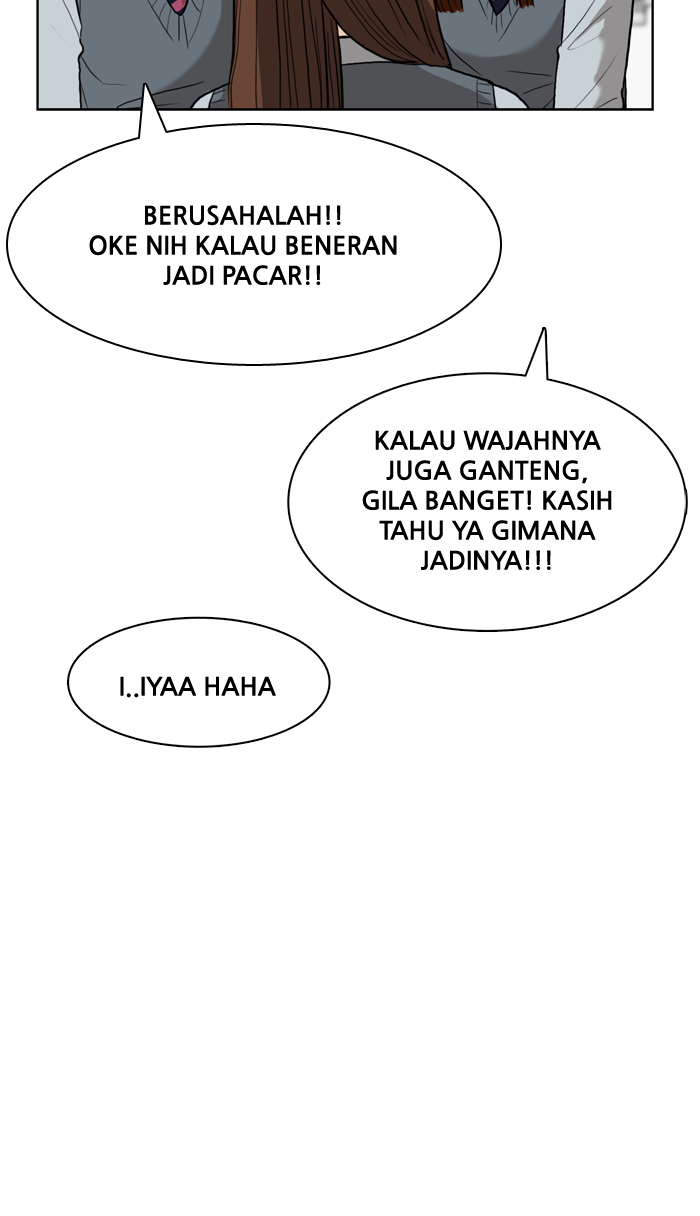 BERUSAHALAH!!
OKE NIH KALAU BENERAN
JADI PACAR!!
KALAU WAJAHNYA
JUGA GANTENG,
GILA BANGET! KASIH
TAHU YA GIMANA
JADINYA!!!
I..IYAA HAHA